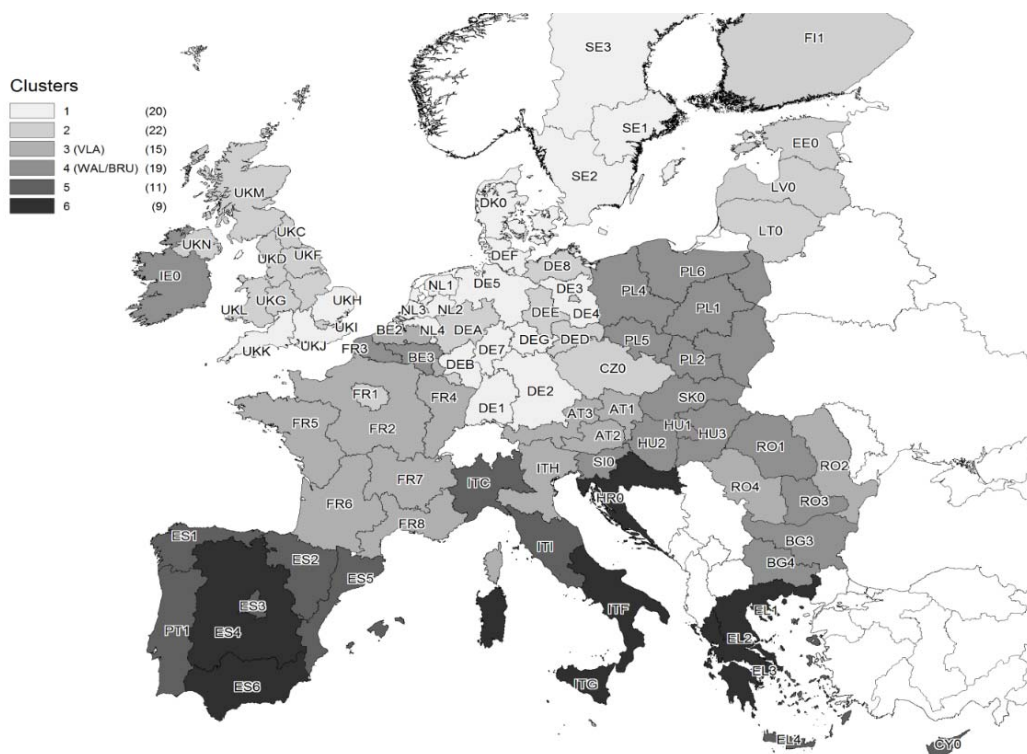 Clusters
1 (20)
2 (22)
3 (VLA) (15)
4 (WAL/BRU) (19)
5 (11)
6 (9)
SE3
FI1
SE1
EE0
SE2
LV0
LT0
UKM
DK0
UKN
UKC
UKD
UKF
DEF
DE8
PL6
IE0
NL1
DE5
DE3
PL4
UKL
UKG
UKH
NL3
NL2
DEE
DE4
PL1
UKI
BE2
NL4
DEA
UKK
UKJ
FR3
BE3
DE7
DEG
DED
PL5
PL2
DEB
CZ0
FR1
FR4
DE2
SK0
DE1
AT3
AT1
FR5
FR2
AT2
HU1
HU3
HU2
RO1
RO2
ITH
SI0
FR7
ITC
RO4
FR6
HR0
RO3
FR8
BG3
ES1
ITI
ES2
BG4
ES5
ES3
PT1
ES4
ITF
EL1
EL2
EL3
ES6
ITG
EL4
CY0